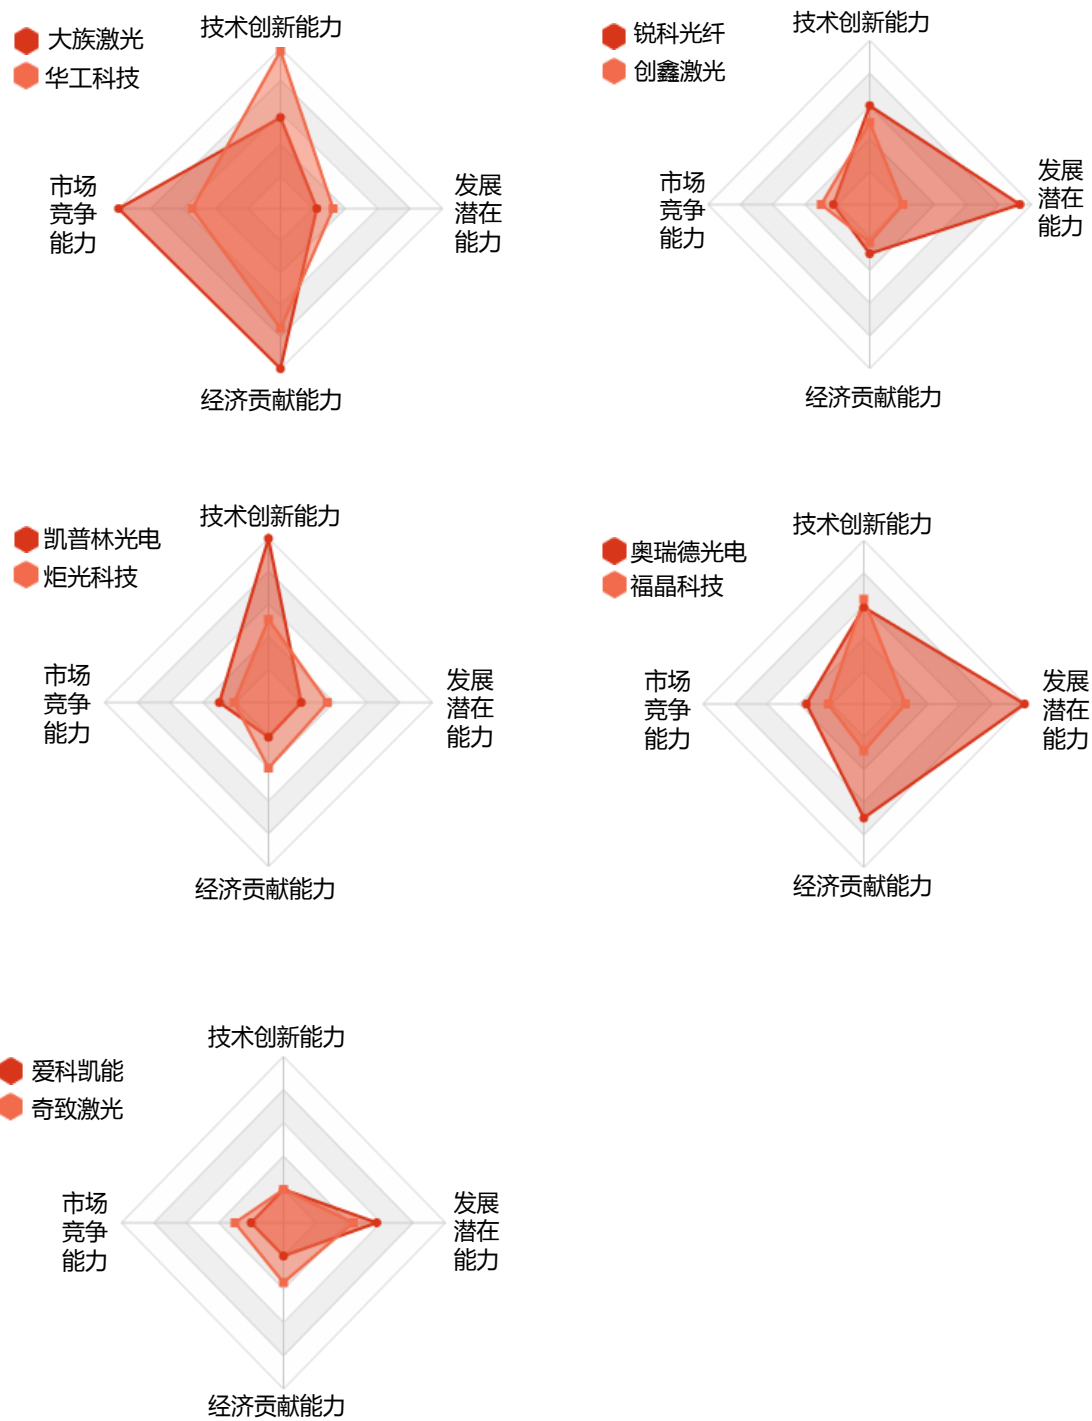 大族激光
华工科技
技术创新能力
市场
竞争
能力
发展
潜在
能力
经济贡献能力
锐科光纤
创鑫激光
技术创新能力
市场
竞争
能力
发展
潜在
能力
经济贡献能力
凯普林光电
炬光科技
技术创新能力
市场
竞争
能力
发展
潜在
能力
经济贡献能力
奥瑞德光电
福晶科技
技术创新能力
市场
竞争
能力
发展
潜在
能力
经济贡献能力
爱科凯能
奇致激光
技术创新能力
市场
竞争
能力
发展
潜在
能力
经济贡献能力